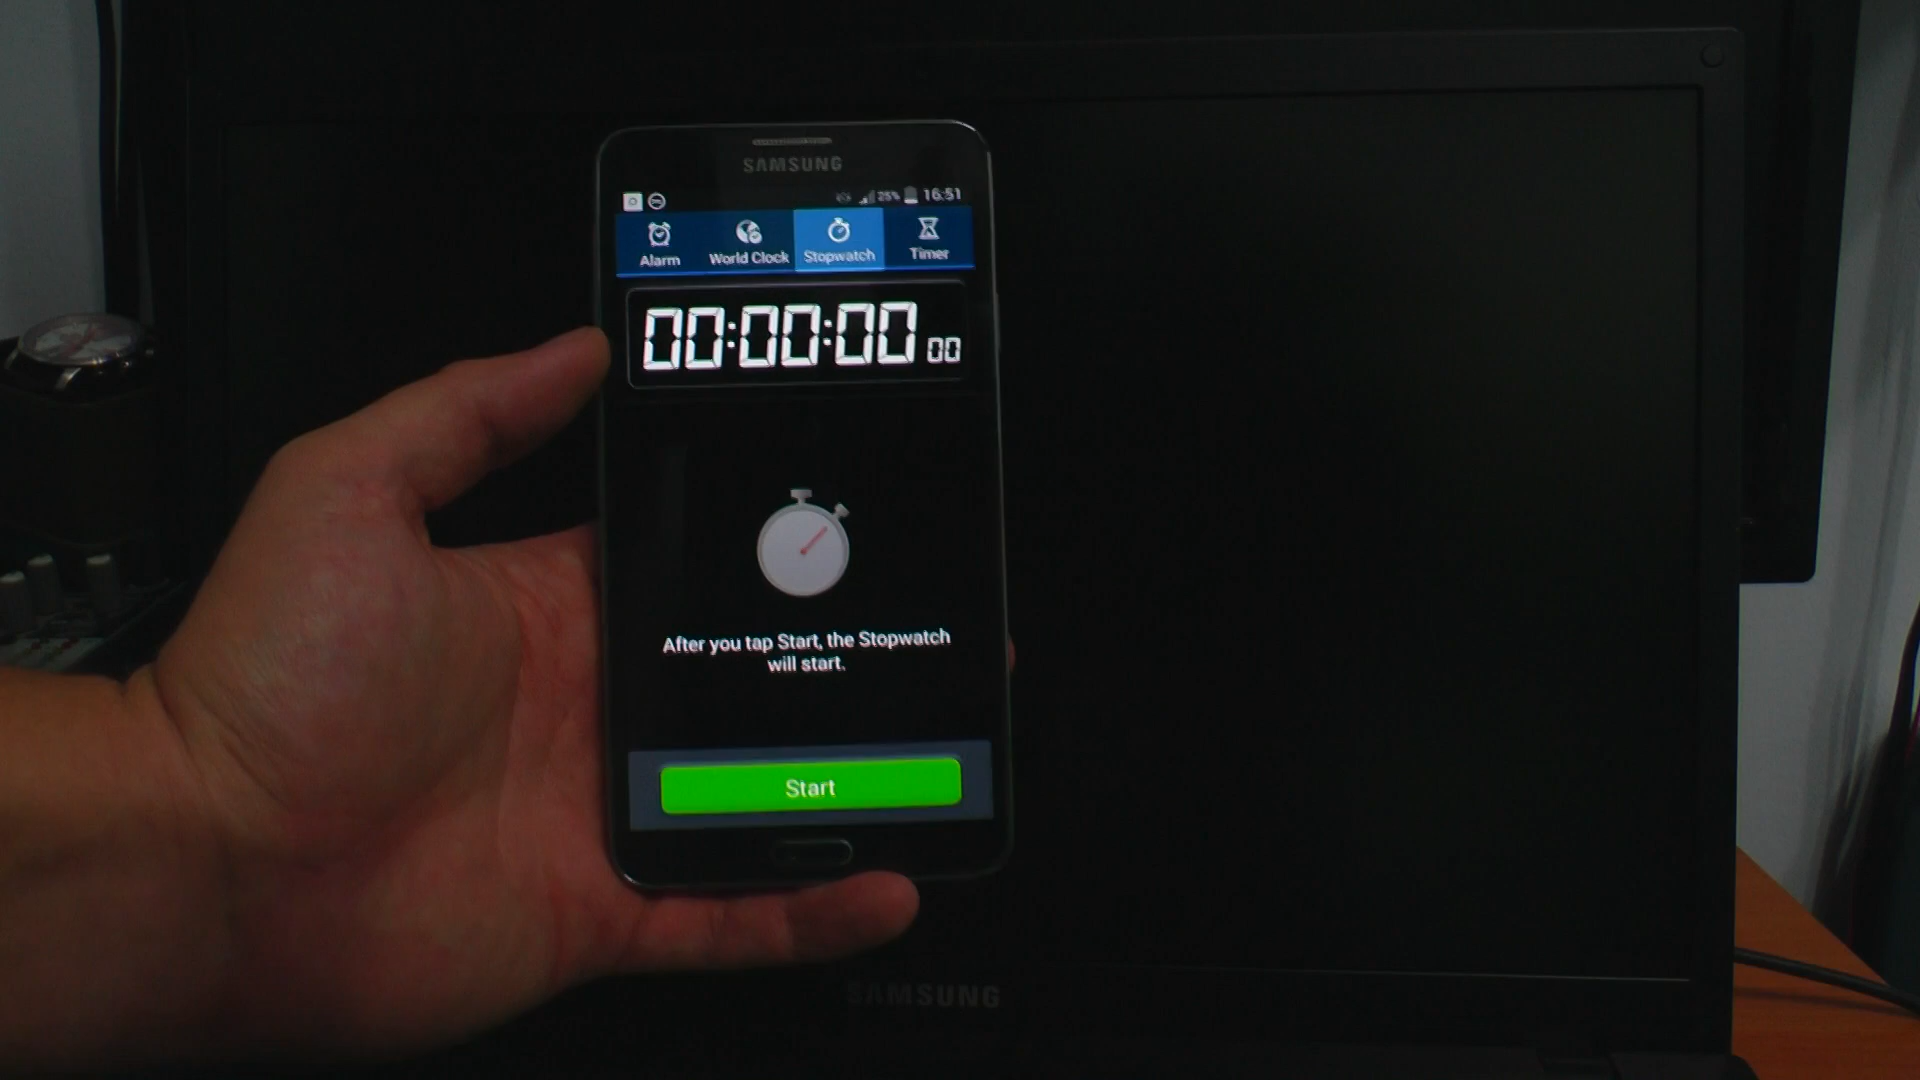 SAMSUNG
25% 16:51
Alarm World Clock Stopwatch Timer
00:00:00 00
After you tap Start, the Stopwatch
will start.
Start
SAMSUNG